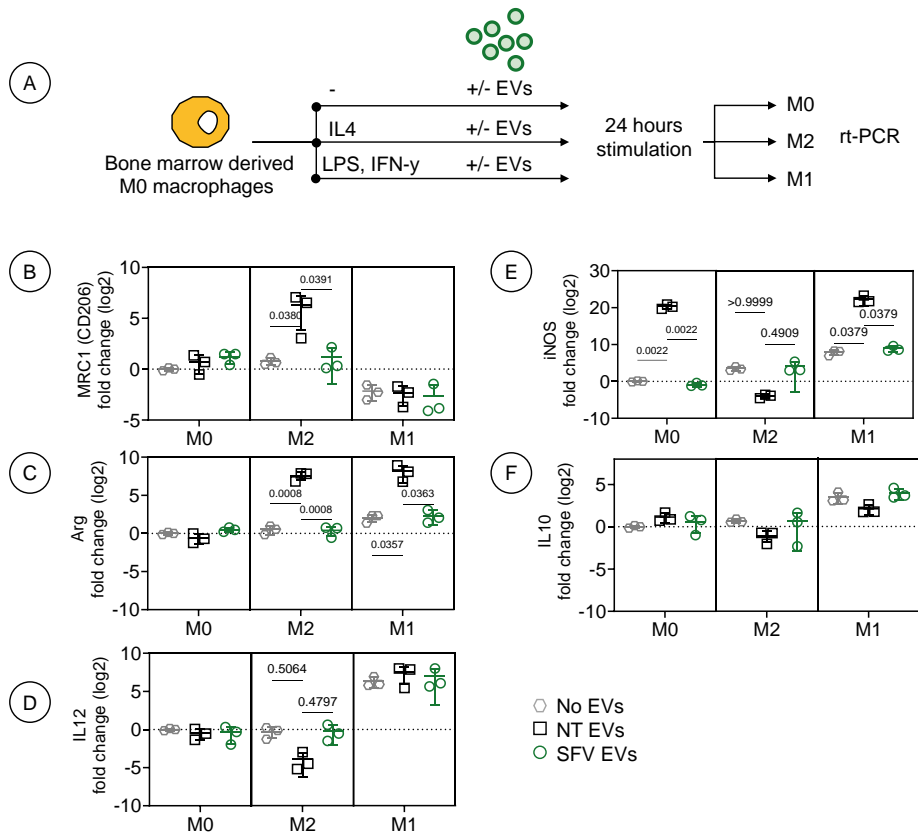 A
- +/- EVs
IL4 +/- EVs
LPS, IFN-y +/- EVs
Bone marrow derived
M0 macrophages
24 hours
stimulation
M0
M2
M1
rt-PCR
B
MRC1 (CD206)
fold change (log2)
10
5
0
-5
0.0380
0.0391
M0 M2 M1
C
Arg
fold change (log2)
10
5
0
-5
-10
0.0008
0.0008
0.0363
0.0357
M0 M2 M1
D
IL12
fold change (log2)
10
5
0
-5
-10
0.5064
0.4797
M0 M2 M1
E
iNOS
fold change (log2)
30
20
10
0
-10
0.0022
0.0022
>0.9999
0.4909
0.0379
0.0379
M0 M2 M1
F
IL10
fold change (log2)
5
0
-5
-10
M0 M2 M1
No EVs
NT EVs
SFV EVs